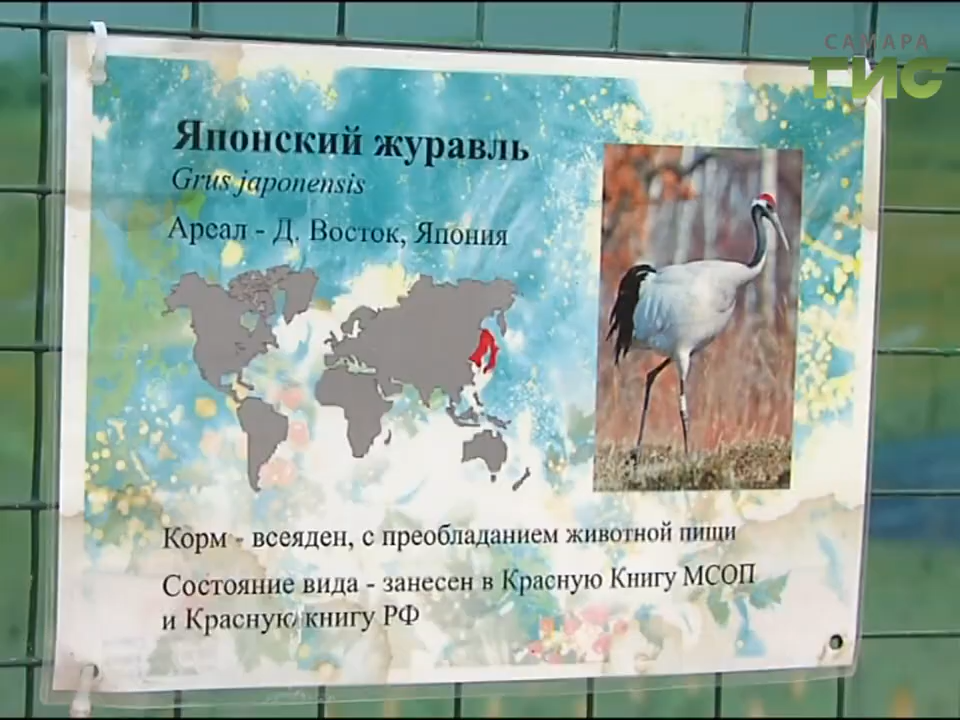 САМАРА
ГИС
Японский журавль
Grus japonensis
Ареал - Д. Восток, Япония
Корм - всеяден, с преобладанием животной пищи
Состояние вида - занесен в Красную Книгу МСОП
и Красную книгу РФ